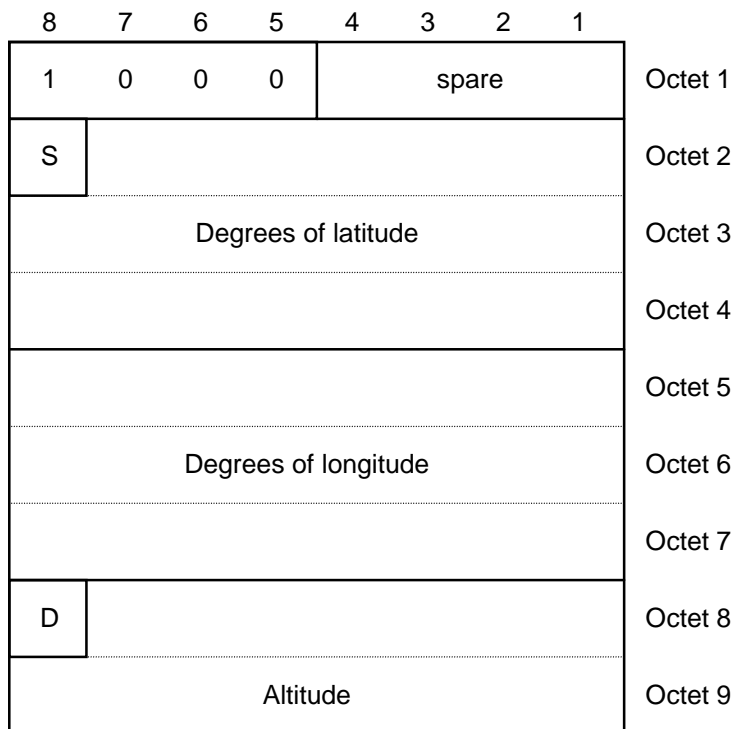 8 7 6 5 4 3 2 1
1 0 0 0 spare Octet 1
S Octet 2
Degrees of latitude Octet 3
Octet 4
Octet 5
Degrees of longitude Octet 6
Octet 7
D Octet 8
Altitude Octet 9